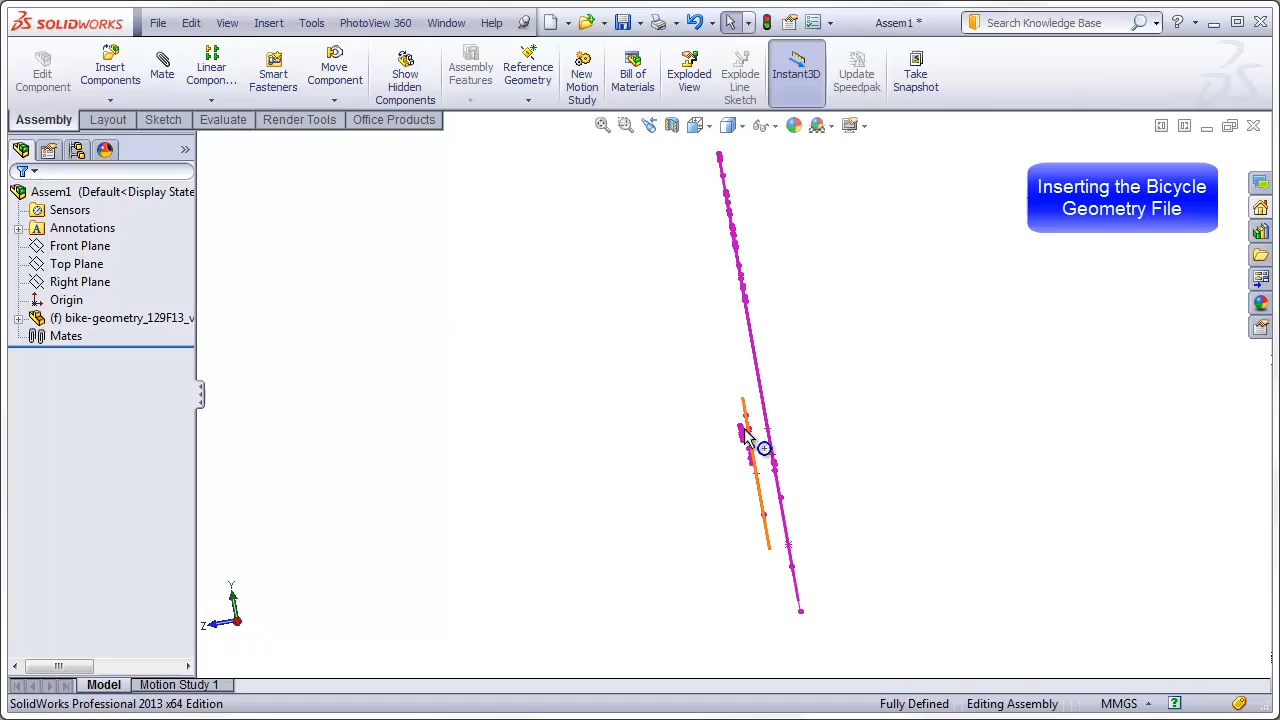 SOLIDWORKS File Edit View Insert Tools PhotoView 360 Window Help Assem1 * Search Knowledge Base
Edit Component
Insert Components
Mate
Linear Compon...
Smart Fasteners
Move Component
Show Hidden Components
Assembly Features
Reference Geometry
New Motion Study
Bill of Materials
Exploded View
Explode Line Sketch
Instant3D
Update Speedpak
Take Snapshot
Assembly Layout Sketch Evaluate Render Tools Office Products
Inserting the Bicycle
Geometry File
Assem1 (Default<Display State
Sensors
Annotations
Front Plane
Top Plane
Right Plane
Origin
(f) bike-geometry_129F13_v
Mates
Y
Z
Model Motion Study 1
SolidWorks Professional 2013 x64 Edition Fully Defined Editing Assembly MMGS